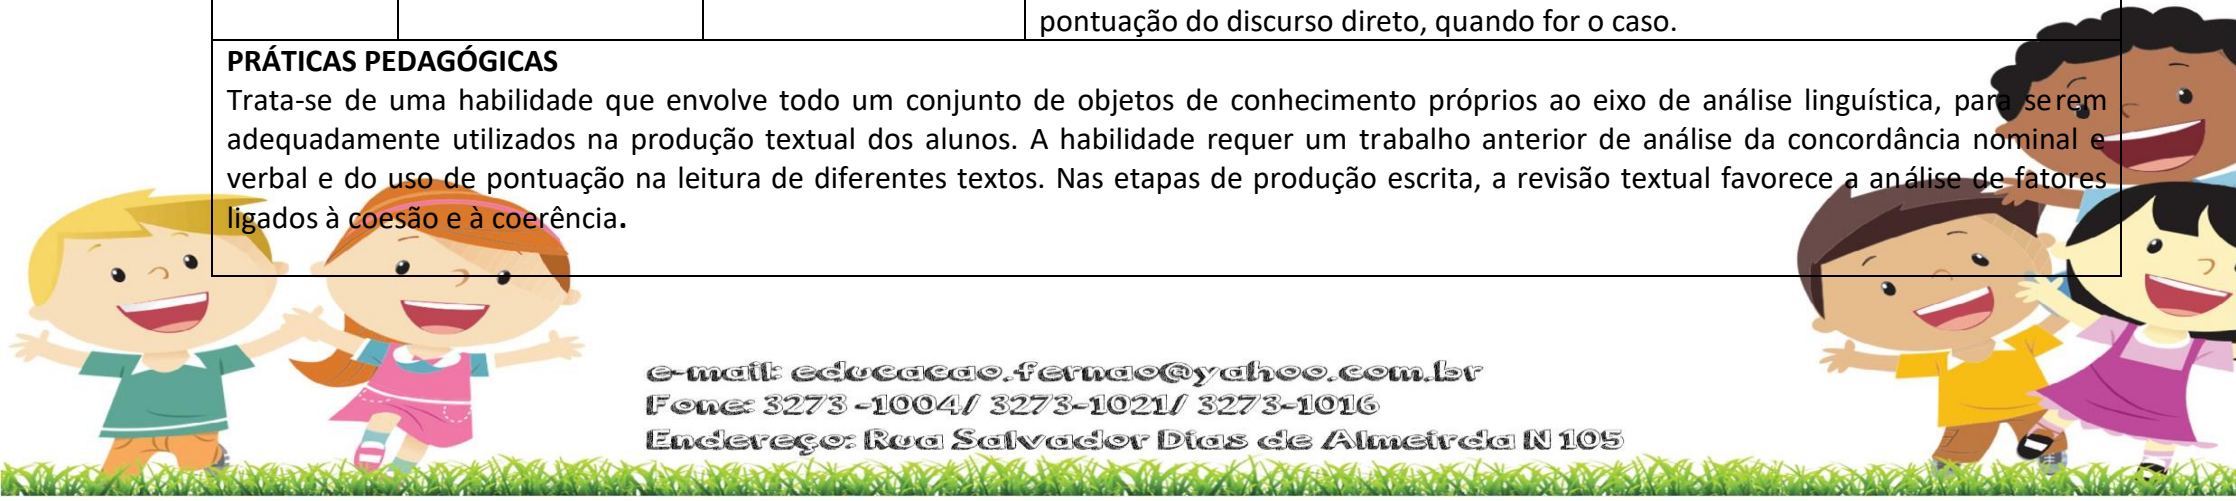 pontuação do discurso direto, quando for o caso.
PRÁTICAS PEDAGÓGICAS
Trata-se de uma habilidade que envolve todo um conjunto de objetos de conhecimento próprios ao eixo de análise linguística, para serem
adequadamente utilizados na produção textual dos alunos. A habilidade requer um trabalho anterior de análise da concordância nominal e
verbal e do uso de pontuação na leitura de diferentes textos. Nas etapas de produção escrita, a revisão textual favorece a análise de fatores
ligados à coesão e à coerência.
e-mail: educacao.fernao@yahoo.com.br
Fone: 3273 -1004/ 3273-1021/ 3273-1016
Endereço: Rua Salvador Dias de Almeirda N 105